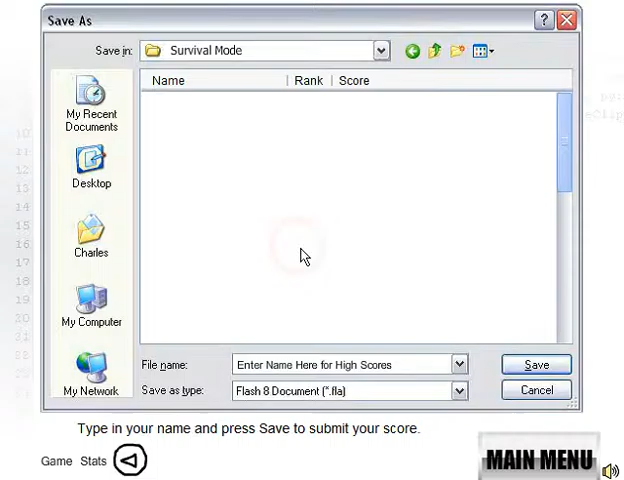 Save As
Save in: Survival Mode
Name Rank Score
My Recent
Documents
Desktop
Charles
My Computer
My Network
File name: Enter Name Here for High Scores Save
Save as type: Flash 8 Document (*.fla) Cancel
Type in your name and press Save to submit your score.
Game Stats
MAIN MENU